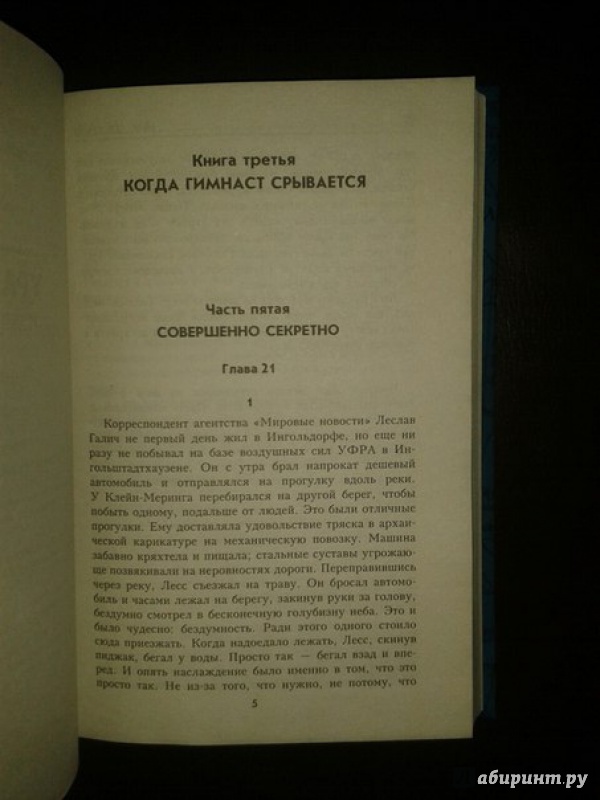 Книга третья
КОГДА ГИМНАСТ СРЫВАЕТСЯ
Часть пятая
СОВЕРШЕННО СЕКРЕТНО
Глава 21
1
Корреспондент агентства «Мировые новости» Леслав
Галич не первый день жил в Ингольдорфе, но еще ни
разу не побывал на базе воздушных сил УФРА в Ин-
гольштадтхаузене. Он с утра брал напрокат дешевый
автомобиль и отправлялся на прогулку вдоль реки.
У Клейн-Меринга перебирался на другой берег, чтобы
побыть одному, подальше от людей. Это были отличные
прогулки. Ему доставляла удовольствие тряска в арха-
ической карикатуре на механическую повозку. Машина
забавно кряхтела и пищала; стальные суставы угрожаю-
ще позвякивали на неровностях дороги. Переправившись
через реку, Лесс съезжал на траву. Он бросал автомо-
биль и часами лежал на берегу, закинув руки за голову,
бездумно смотрел в бесконечную голубизну неба. Это и
было чудесно: бездумность. Ради этого одного стоило
сюда приезжать. Когда надоедало лежать, Лесс, скинув
пиджак, бегал у воды. Просто так — бегал взад и впе-
ред. И опять наслаждение было именно в том, что это
просто так. Не из-за того, что нужно, не потому, что
5
абиринт.ру